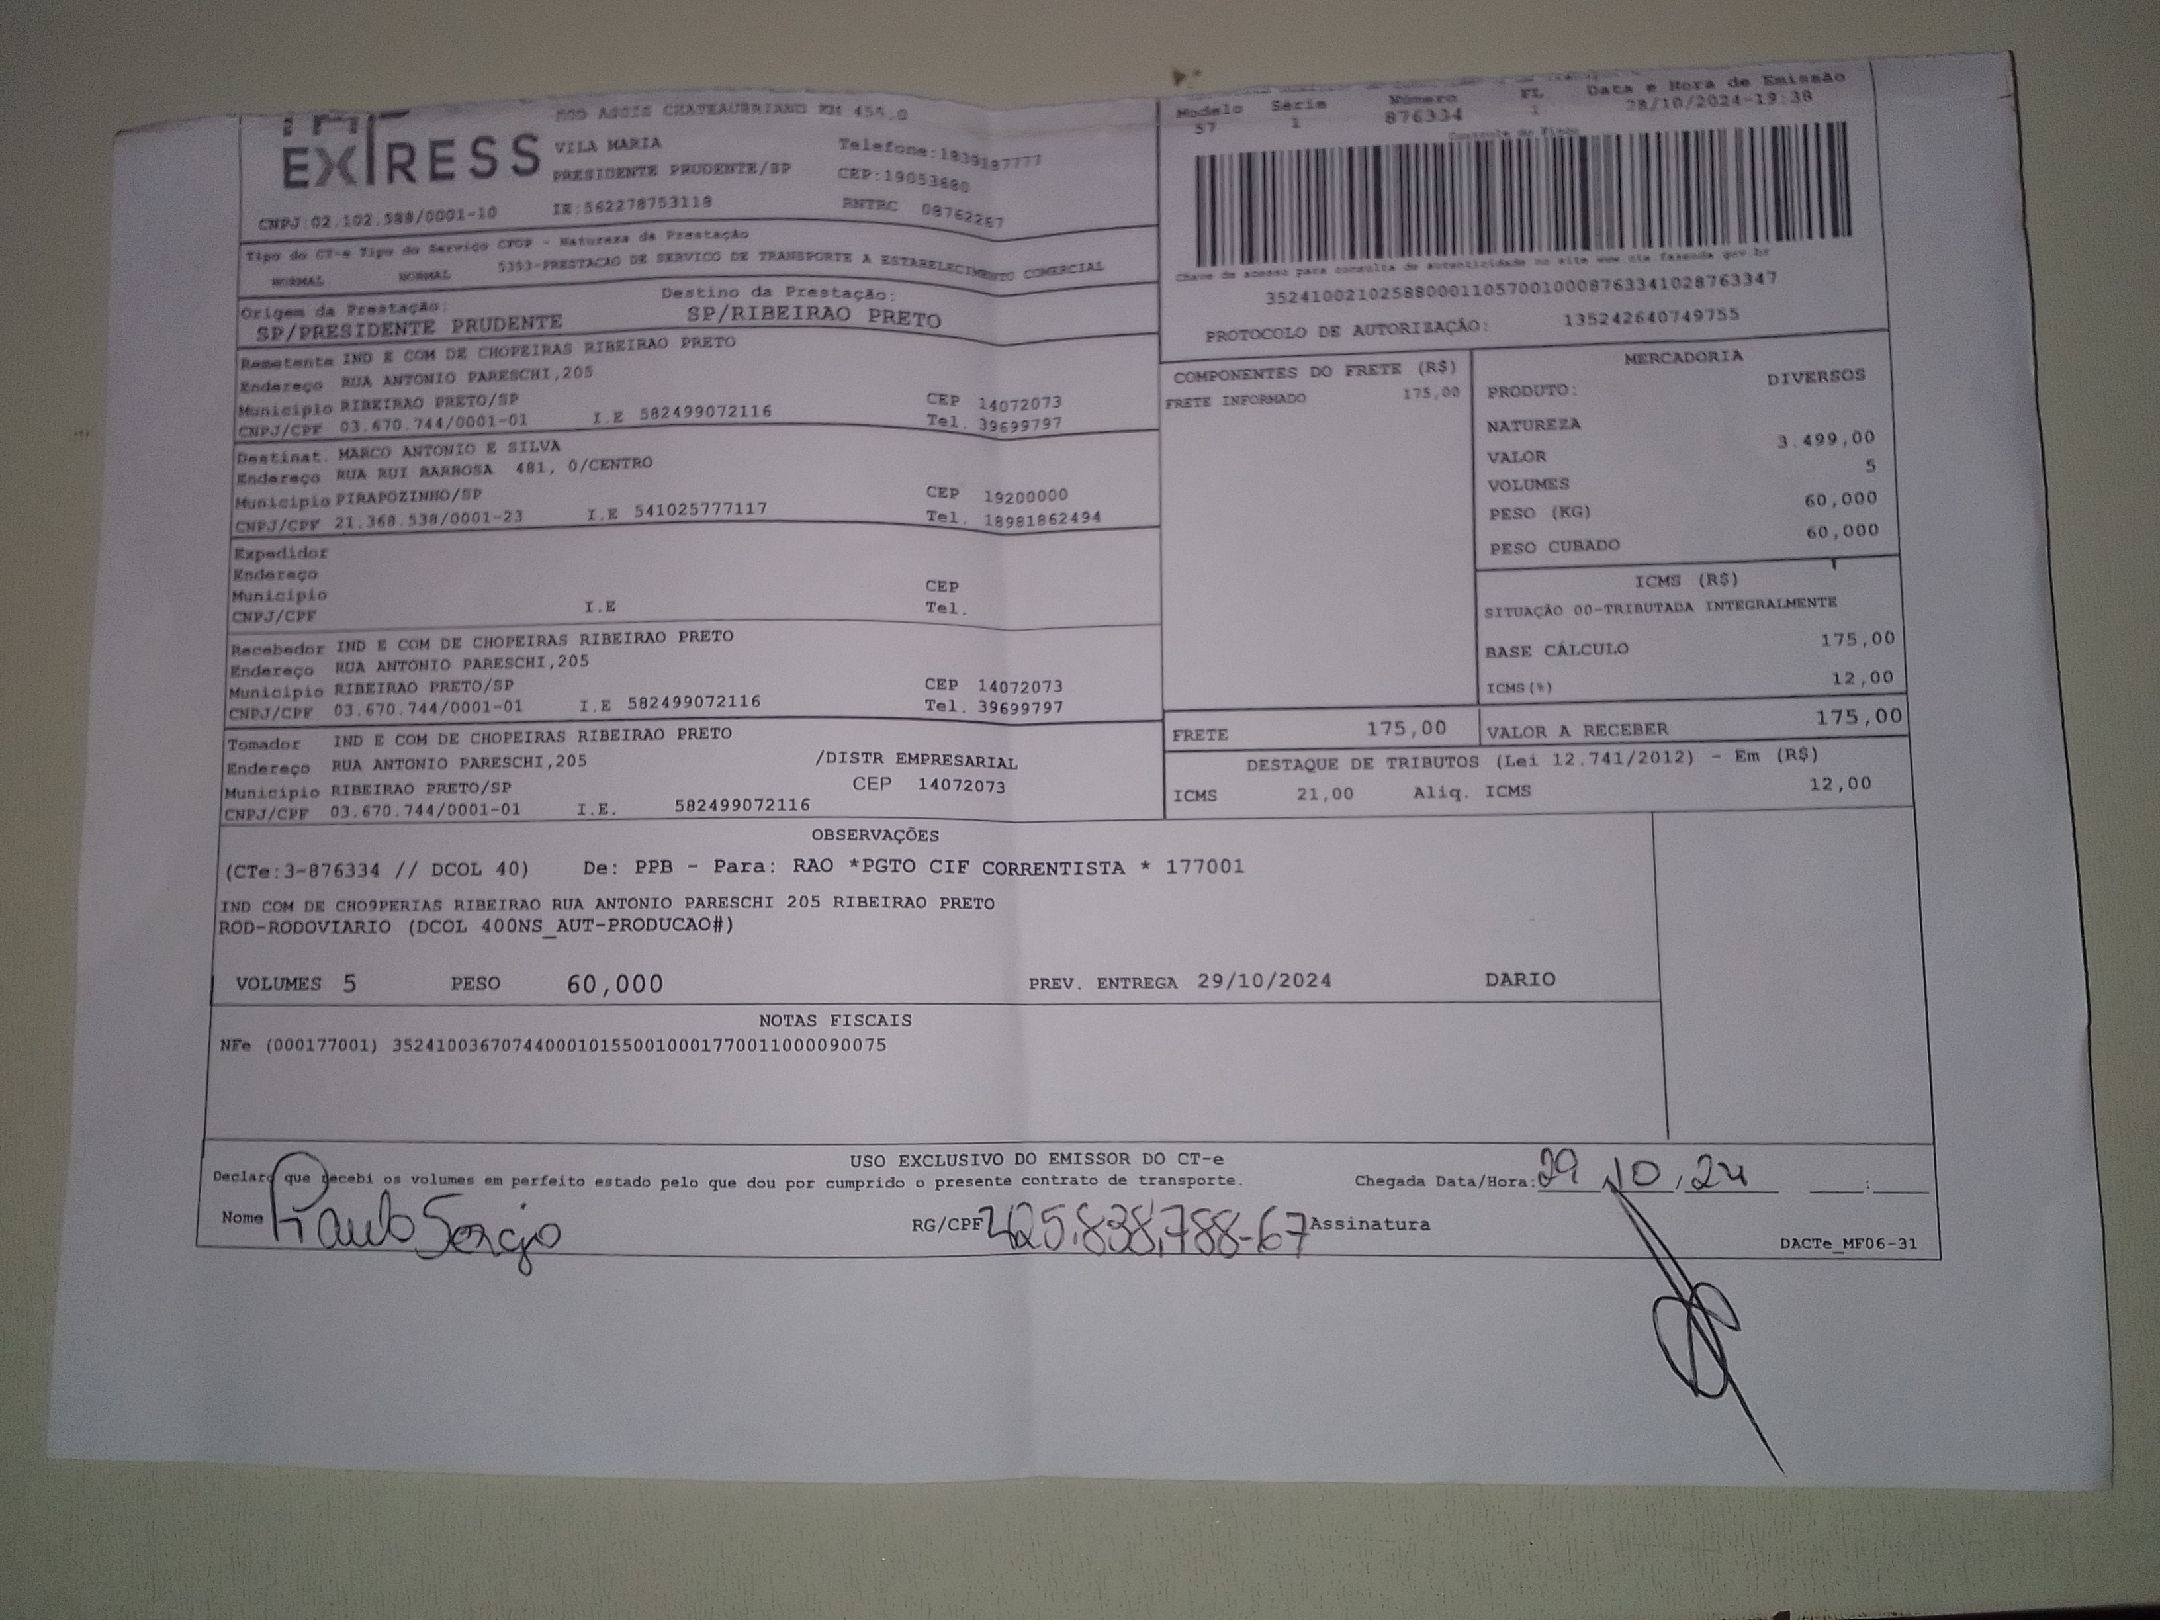 EXPRESS
ROD ASSIS CHATEAUBRIAND KM 455,0
VILA MARIA Telefone:1839187777
PRESIDENTE PRUDENTE/SP CEP:19053680
CNPJ:02.102.588/0001-10 IE:562278753118 RNTRC 08762267
Modelo Série Número FL Data e Hora de Emissão
57 1 876334 1 28/10/2024-19:38
Tipo do CT-e Tipo do Serviço CFOP - Natureza da Prestação
NORMAL NORMAL 5353-PRESTACAO DE SERVICO DE TRANSPORTE A ESTABELECIMENTO COMERCIAL
Chave de acesso para consulta de autenticidade no site www.cte.fazenda.gov.br
35241002102588000110570010008763341028763347
PROTOCOLO DE AUTORIZAÇÃO: 135242640749755
Origem da Prestação: Destino da Prestação:
SP/PRESIDENTE PRUDENTE SP/RIBEIRAO PRETO
Remetente IND E COM DE CHOPEIRAS RIBEIRAO PRETO
Endereço RUA ANTONIO PARESCHI,205
Município RIBEIRAO PRETO/SP CEP 14072073
CNPJ/CPF 03.670.744/0001-01 I.E 582499072116 Tel. 39699797
Destinat. MARCO ANTONIO E SILVA
Endereço RUA RUI BARBOSA 481, 0/CENTRO
Município PIRAPOZINHO/SP CEP 19200000
CNPJ/CPF 21.368.538/0001-23 I.E 541025777117 Tel. 18981862494
Expedidor
Endereço
Município CEP
CNPJ/CPF I.E Tel.
Recebedor IND E COM DE CHOPEIRAS RIBEIRAO PRETO
Endereço RUA ANTONIO PARESCHI,205
Município RIBEIRAO PRETO/SP CEP 14072073
CNPJ/CPF 03.670.744/0001-01 I.E 582499072116 Tel. 39699797
Tomador IND E COM DE CHOPEIRAS RIBEIRAO PRETO
Endereço RUA ANTONIO PARESCHI,205 /DISTR EMPRESARIAL
Município RIBEIRAO PRETO/SP CEP 14072073
CNPJ/CPF 03.670.744/0001-01 I.E. 582499072116
COMPONENTES DO FRETE (R$)
FRETE INFORMADO 175,00
MERCADORIA
PRODUTO: DIVERSOS
NATUREZA
VALOR 3.499,00
VOLUMES 5
PESO (KG) 60,000
PESO CUBADO 60,000
ICMS (R$)
SITUAÇÃO 00-TRIBUTADA INTEGRALMENTE
BASE CÁLCULO 175,00
ICMS(%) 12,00
FRETE 175,00 VALOR A RECEBER 175,00
DESTAQUE DE TRIBUTOS (Lei 12.741/2012) - Em (R$)
ICMS 21,00 Aliq. ICMS 12,00
OBSERVAÇÕES
(CTe:3-876334 // DCOL 40) De: PPB - Para: RAO *PGTO CIF CORRENTISTA * 177001
IND COM DE CHO9PERIAS RIBEIRAO RUA ANTONIO PARESCHI 205 RIBEIRAO PRETO
ROD-RODOVIARIO (DCOL 400NS_AUT-PRODUCAO#)
VOLUMES 5 PESO 60,000 PREV. ENTREGA 29/10/2024 DARIO
NOTAS FISCAIS
NFe (000177001) 35241003670744000101550010001770011000090075
USO EXCLUSIVO DO EMISSOR DO CT-e
Declaro que recebi os volumes em perfeito estado pelo que dou por cumprido o presente contrato de transporte. Chegada Data/Hora: 29 10 24 :
Nome Paulo Sergio RG/CPF 425.838.788-67 Assinatura
DACTe_MF06-31